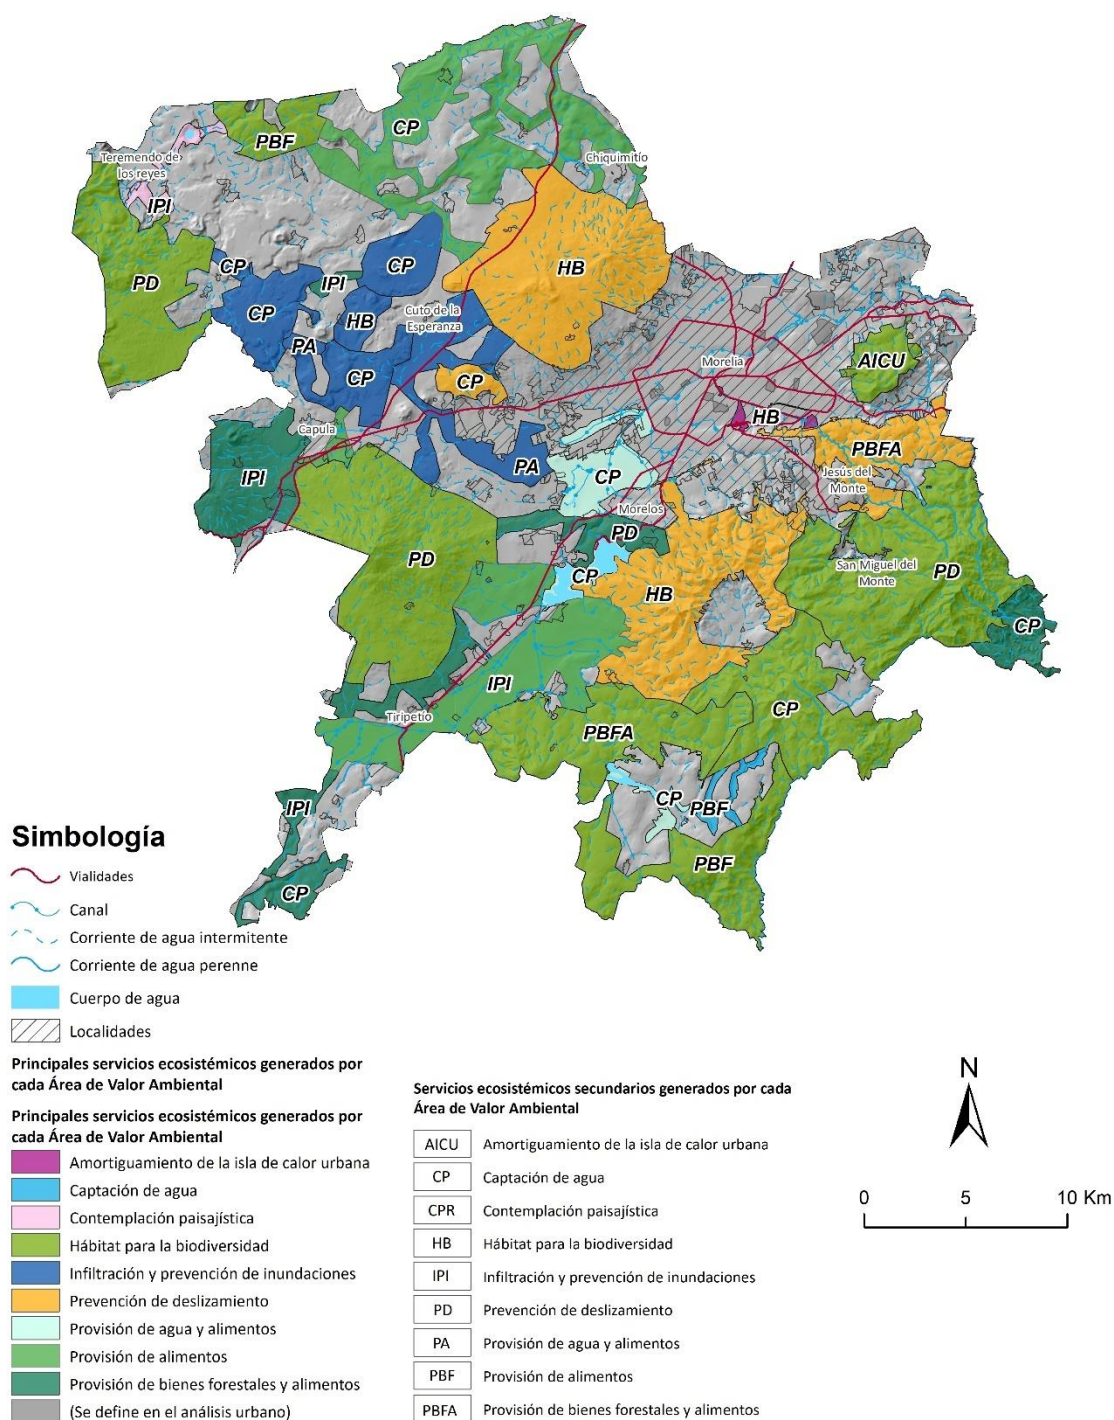 CP
PBF
Chiquimitío
Teremendo de
los reyes
IPI
CP
CP
HB
PD
IPI
CP
HB
Cuto de la
Esperanza
PA
Morelia
AICU
CP
CP
HB
Capula
PBFA
IPI
PA
CP
Jesús del
Monte
Morelos
PD
PD
CP
San Miguel del
Monte
PD
HB
CP
IPI
Tiripetío
CP
PBFA
IPI
CP
PBF
PBF
CP
Simbología
Vialidades
Canal
Corriente de agua intermitente
Corriente de agua perenne
Cuerpo de agua
Localidades
Principales servicios ecosistémicos generados por
cada Área de Valor Ambiental
Principales servicios ecosistémicos generados por
cada Área de Valor Ambiental
Amortiguamiento de la isla de calor urbana
Captación de agua
Contemplación paisajística
Hábitat para la biodiversidad
Infiltración y prevención de inundaciones
Prevención de deslizamiento
Provisión de agua y alimentos
Provisión de alimentos
Provisión de bienes forestales y alimentos
(Se define en el análisis urbano)
Servicios ecosistémicos secundarios generados por cada
Área de Valor Ambiental
AICU Amortiguamiento de la isla de calor urbana
CP Captación de agua
CPR Contemplación paisajística
HB Hábitat para la biodiversidad
IPI Infiltración y prevención de inundaciones
PD Prevención de deslizamiento
PA Provisión de agua y alimentos
PBF Provisión de alimentos
PBFA Provisión de bienes forestales y alimentos
N
0 5 10 Km